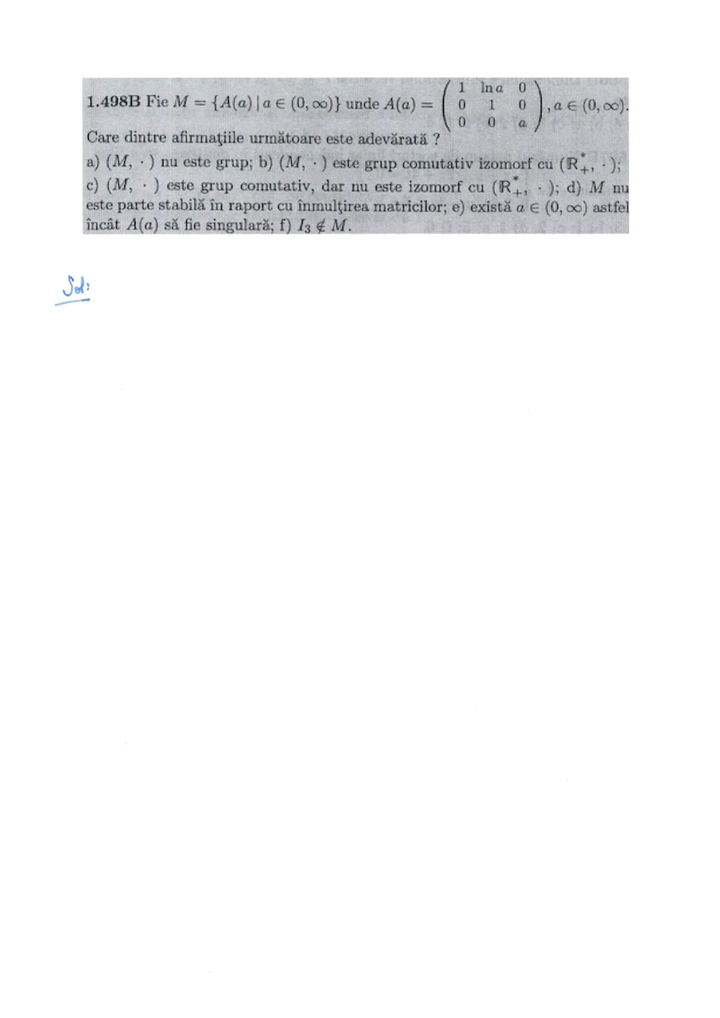 1.498B Fie M = {A(a) | a ∈ (0, ∞)} unde A(a) = ( 1 ln a 0 ; 0 1 0 ; 0 0 a ), a ∈ (0, ∞).
Care dintre afirmaţiile următoare este adevărată ?
a) (M, · ) nu este grup; b) (M, · ) este grup comutativ izomorf cu (ℝ*₊, · );
c) (M, · ) este grup comutativ, dar nu este izomorf cu (ℝ*₊, · ); d) M nu
este parte stabilă în raport cu înmulţirea matricilor; e) există a ∈ (0, ∞) astfel
încât A(a) să fie singulară; f) I₃ ∉ M.
Sol: